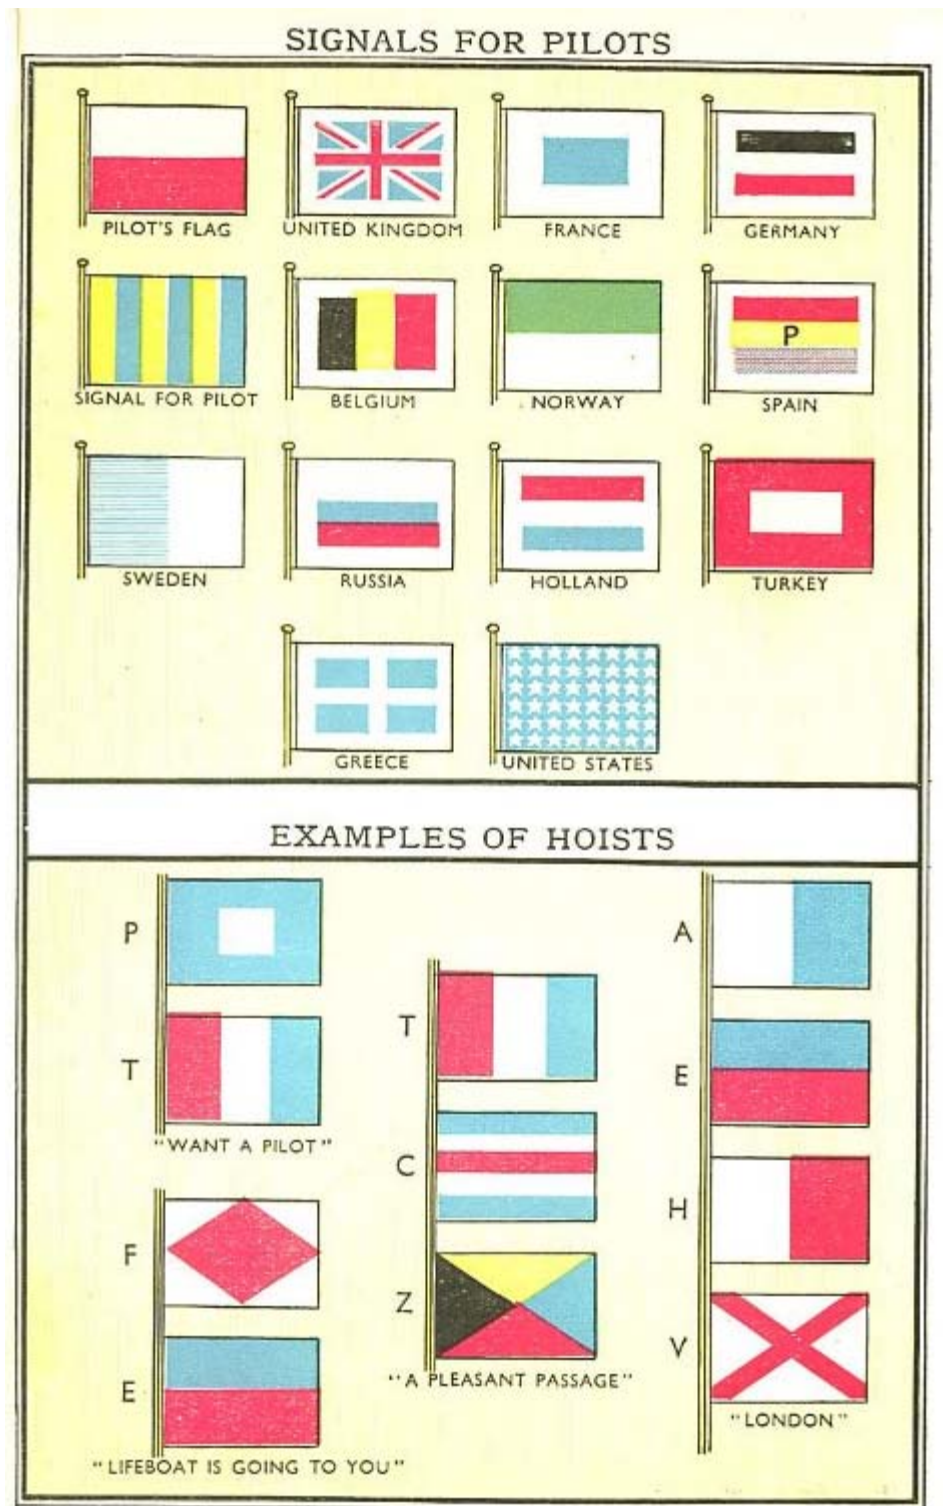 SIGNALS FOR PILOTS
PILOT'S FLAG
UNITED KINGDOM
FRANCE
GERMANY
SIGNAL FOR PILOT
BELGIUM
NORWAY
P
SPAIN
SWEDEN
RUSSIA
HOLLAND
TURKEY
GREECE
UNITED STATES
EXAMPLES OF HOISTS
P
T
"WANT A PILOT"
F
E
"LIFEBOAT IS GOING TO YOU"
T
C
Z
"A PLEASANT PASSAGE"
A
E
H
V
"LONDON"